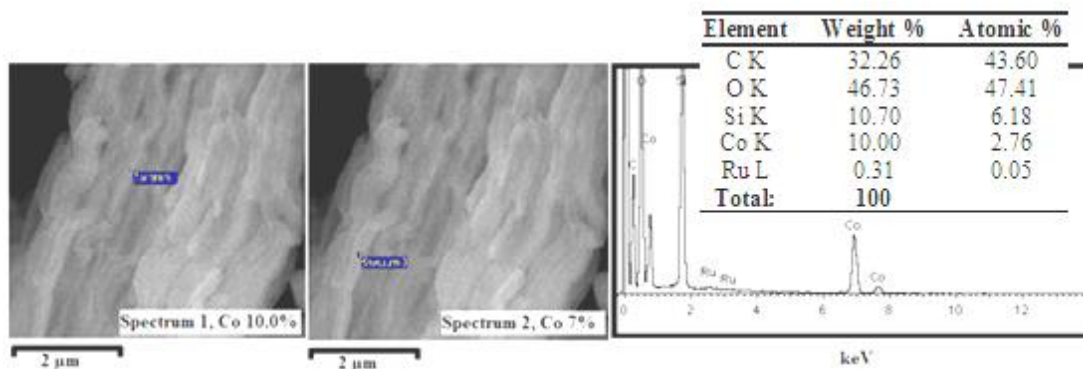 Element Weight % Atomic %
C K 32.26 43.60
O K 46.73 47.41
Si K 10.70 6.18
Co K 10.00 2.76
Ru L 0.31 0.05
Total: 100
Spectrum 1, Co 10.0%
2 µm
Spectrum 2, Co 7%
2 µm
C
Co
Ru
Ru
Co
Co
0 2 4 6 8 10 12
keV